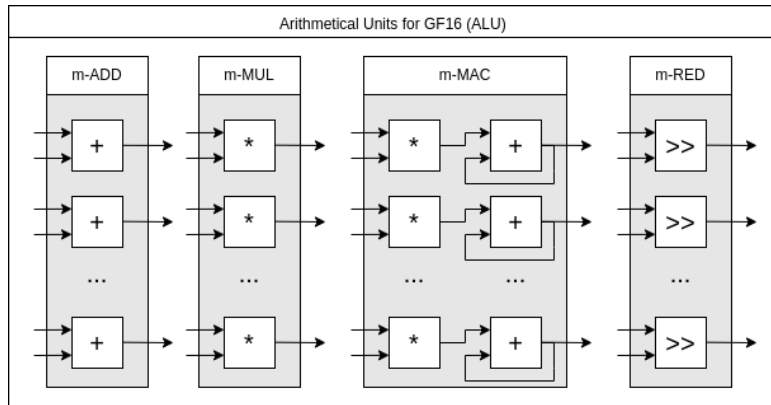 Arithmetical Units for GF16 (ALU)
m-ADD m-MUL m-MAC m-RED
+ * * + >>
+ * * + >>
... ... ... ... ...
+ * * + >>